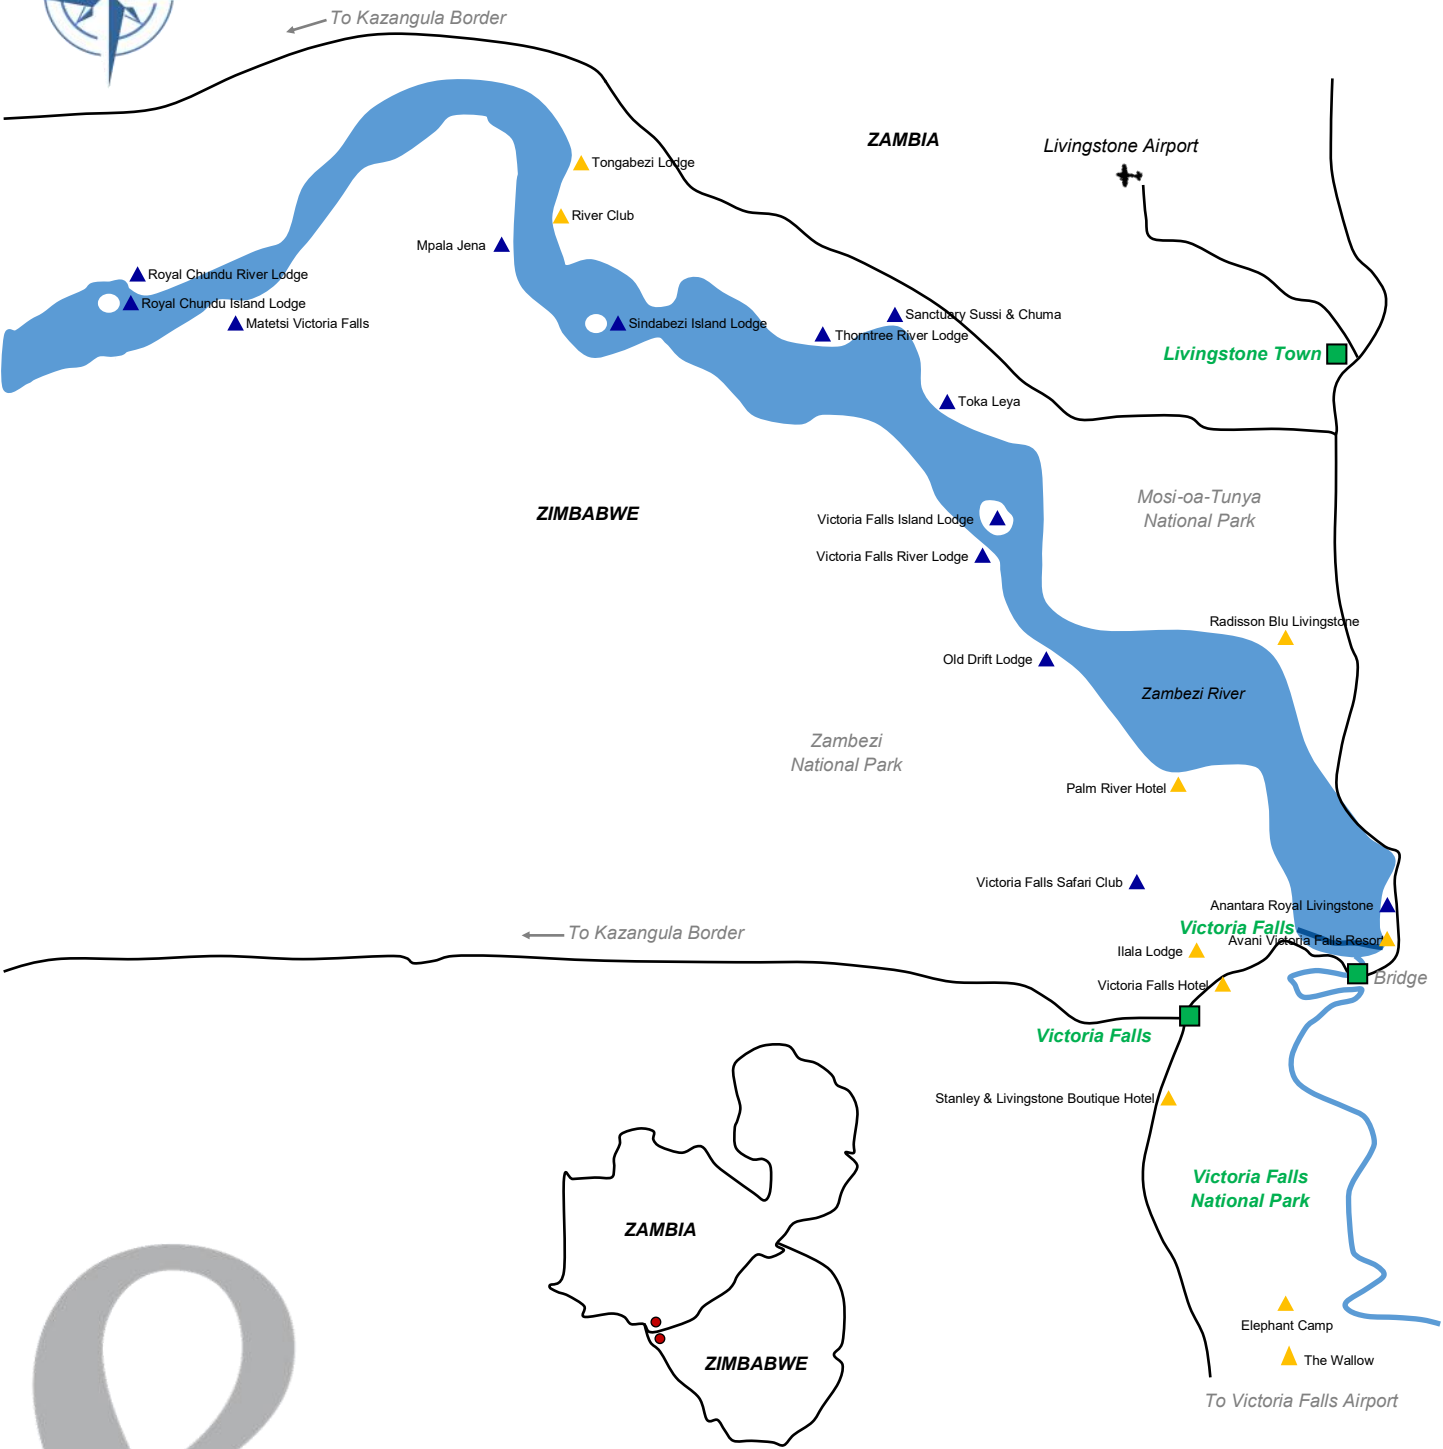 To Kazangula Border
ZAMBIA
Livingstone Airport
Tongabezi Lodge
River Club
Mpala Jena
Royal Chundu River Lodge
Royal Chundu Island Lodge
Matetsi Victoria Falls
Sindabezi Island Lodge
Sanctuary Sussi & Chuma
Thorntree River Lodge
Livingstone Town
Toka Leya
Mosi-oa-Tunya
National Park
ZIMBABWE
Victoria Falls Island Lodge
Victoria Falls River Lodge
Radisson Blu Livingstone
Old Drift Lodge
Zambezi River
Zambezi
National Park
Palm River Hotel
Victoria Falls Safari Club
Anantara Royal Livingstone
Victoria Falls
To Kazangula Border
Avani Victoria Falls Resort
Ilala Lodge
Bridge
Victoria Falls Hotel
Victoria Falls
Stanley & Livingstone Boutique Hotel
Victoria Falls
National Park
ZAMBIA
Elephant Camp
The Wallow
ZIMBABWE
To Victoria Falls Airport